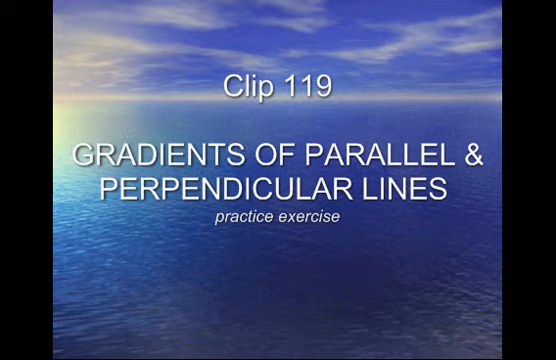 Clip 119
GRADIENTS OF PARALLEL &
PERPENDICULAR LINES
practice exercise